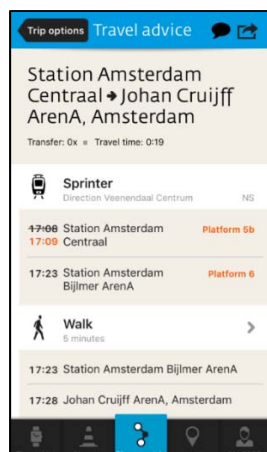 Trip options Travel advice
Station Amsterdam
Centraal → Johan Cruijff
ArenA, Amsterdam
Transfer: 0x ▪ Travel time: 0:19
Sprinter
Direction Veenendaal Centrum NS
17:08 Station Amsterdam Platform 5b
17:09 Centraal
17:23 Station Amsterdam Platform 6
Bijlmer ArenA
Walk
5 minutes
17:23 Station Amsterdam Bijlmer ArenA
17:28 Johan Cruijff ArenA, Amsterdam